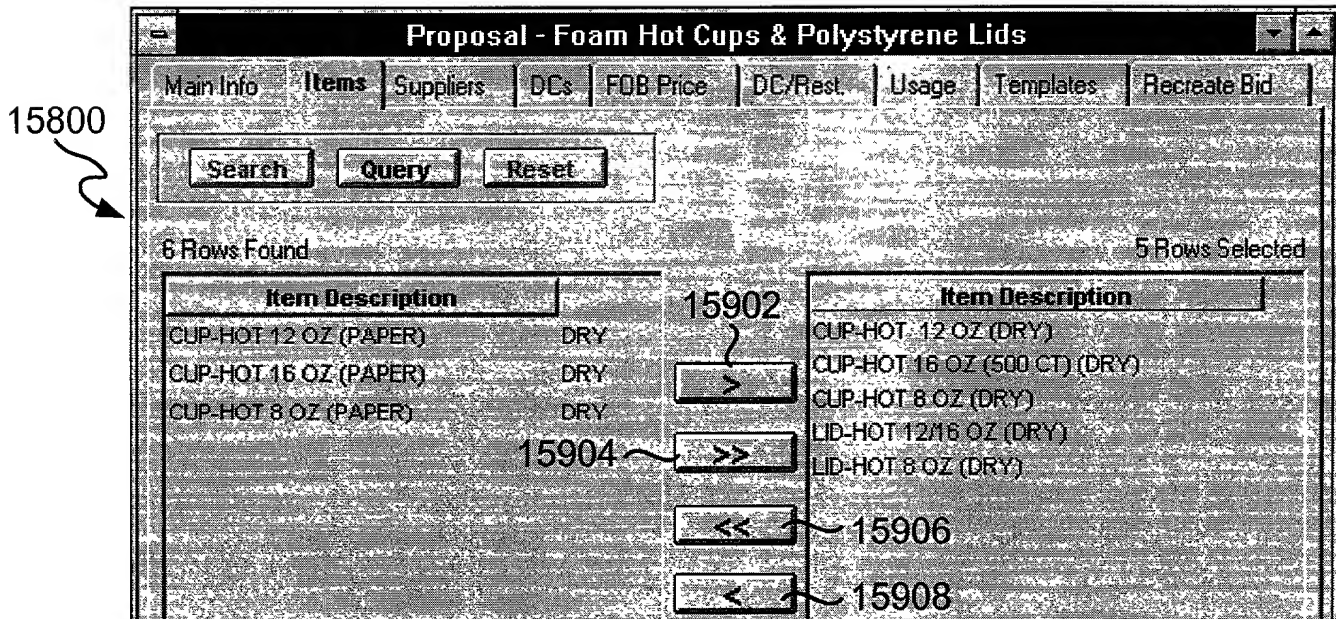 Proposal - Foam Hot Cups & Polystyrene Lids
Main Info Items Suppliers DCs FOB Price DC/Rest. Usage Templates Recreate Bid
15800
Search Query Reset
6 Rows Found 5 Rows Selected
Item Description 15902 Item Description
CUP-HOT 12 OZ (PAPER) DRY CUP-HOT 12 OZ (DRY)
CUP-HOT 16 OZ (PAPER) DRY > CUP-HOT 16 OZ (500 CT) (DRY)
CUP-HOT 8 OZ (PAPER) DRY CUP-HOT 8 OZ (DRY)
15904 >> LID-HOT 12/16 OZ (DRY)
LID-HOT 8 OZ (DRY)
<< 15906
< 15908